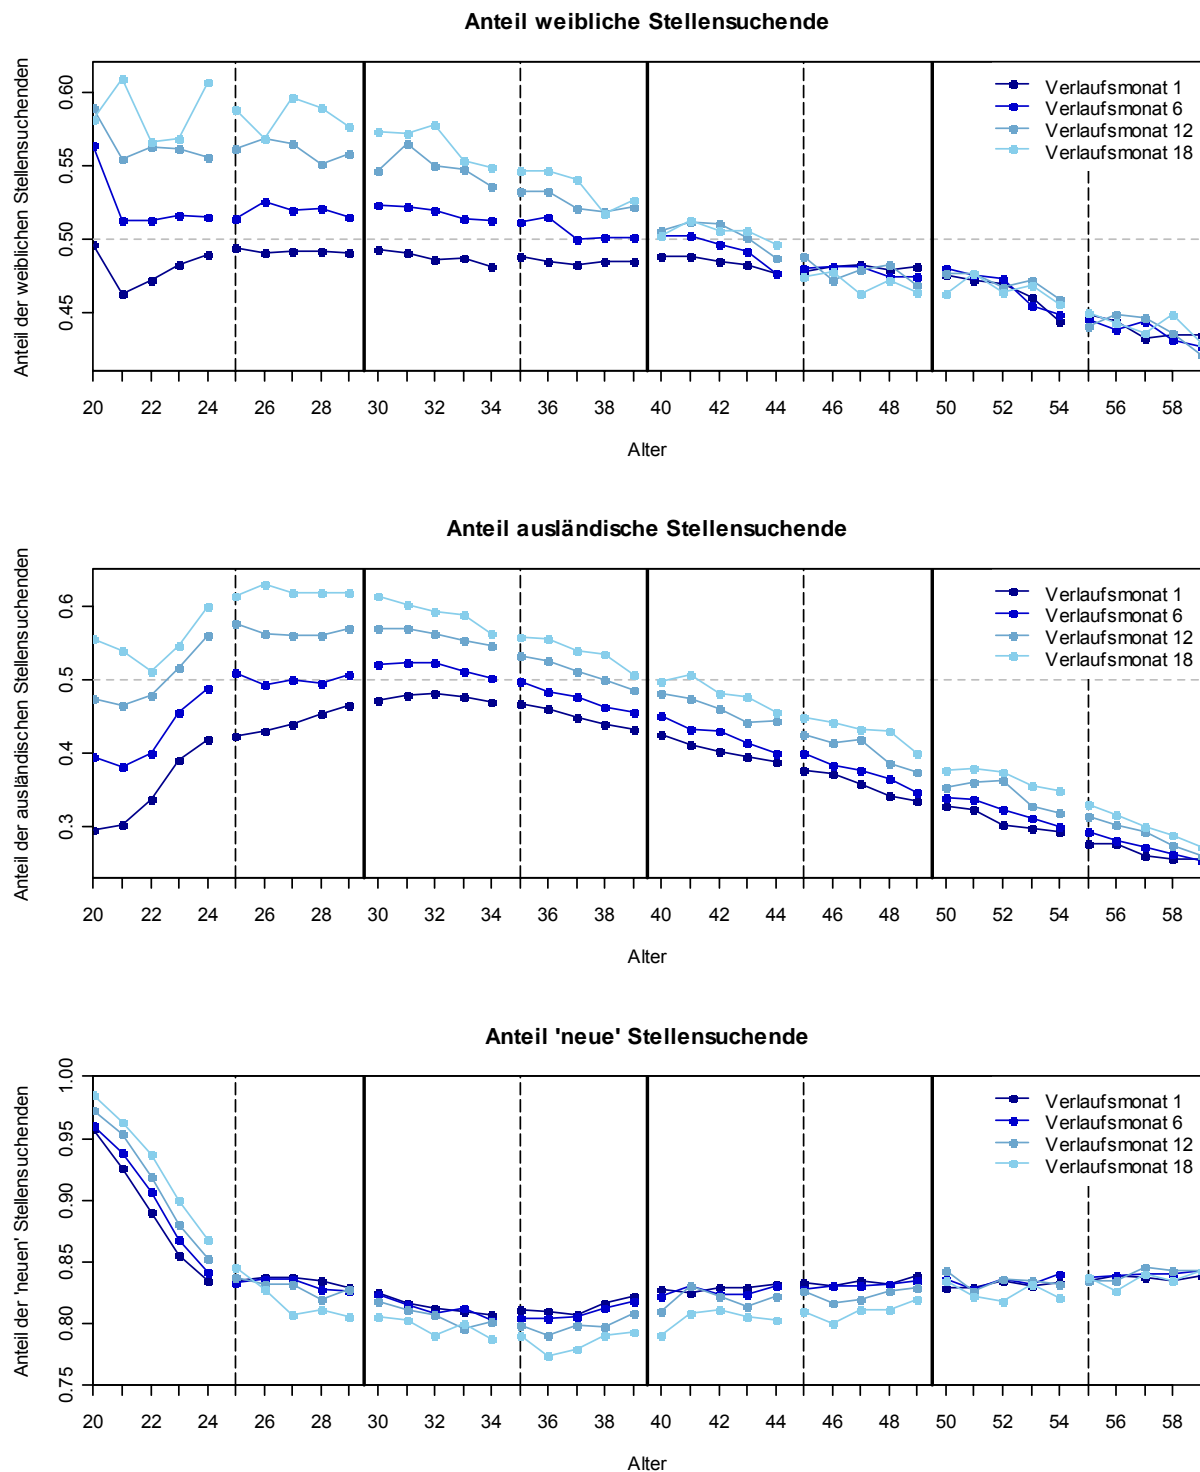 Anteil weibliche Stellensuchende
Anteil der weiblichen Stellensuchenden
0.60
0.55
0.50
0.45
Verlaufsmonat 1
Verlaufsmonat 6
Verlaufsmonat 12
Verlaufsmonat 18
20 22 24 26 28 30 32 34 36 38 40 42 44 46 48 50 52 54 56 58
Alter
Anteil ausländische Stellensuchende
Anteil der ausländischen Stellensuchenden
0.6
0.5
0.4
0.3
Verlaufsmonat 1
Verlaufsmonat 6
Verlaufsmonat 12
Verlaufsmonat 18
20 22 24 26 28 30 32 34 36 38 40 42 44 46 48 50 52 54 56 58
Alter
Anteil 'neue' Stellensuchende
Anteil der 'neuen' Stellensuchenden
1.00
0.95
0.90
0.85
0.80
0.75
Verlaufsmonat 1
Verlaufsmonat 6
Verlaufsmonat 12
Verlaufsmonat 18
20 22 24 26 28 30 32 34 36 38 40 42 44 46 48 50 52 54 56 58
Alter